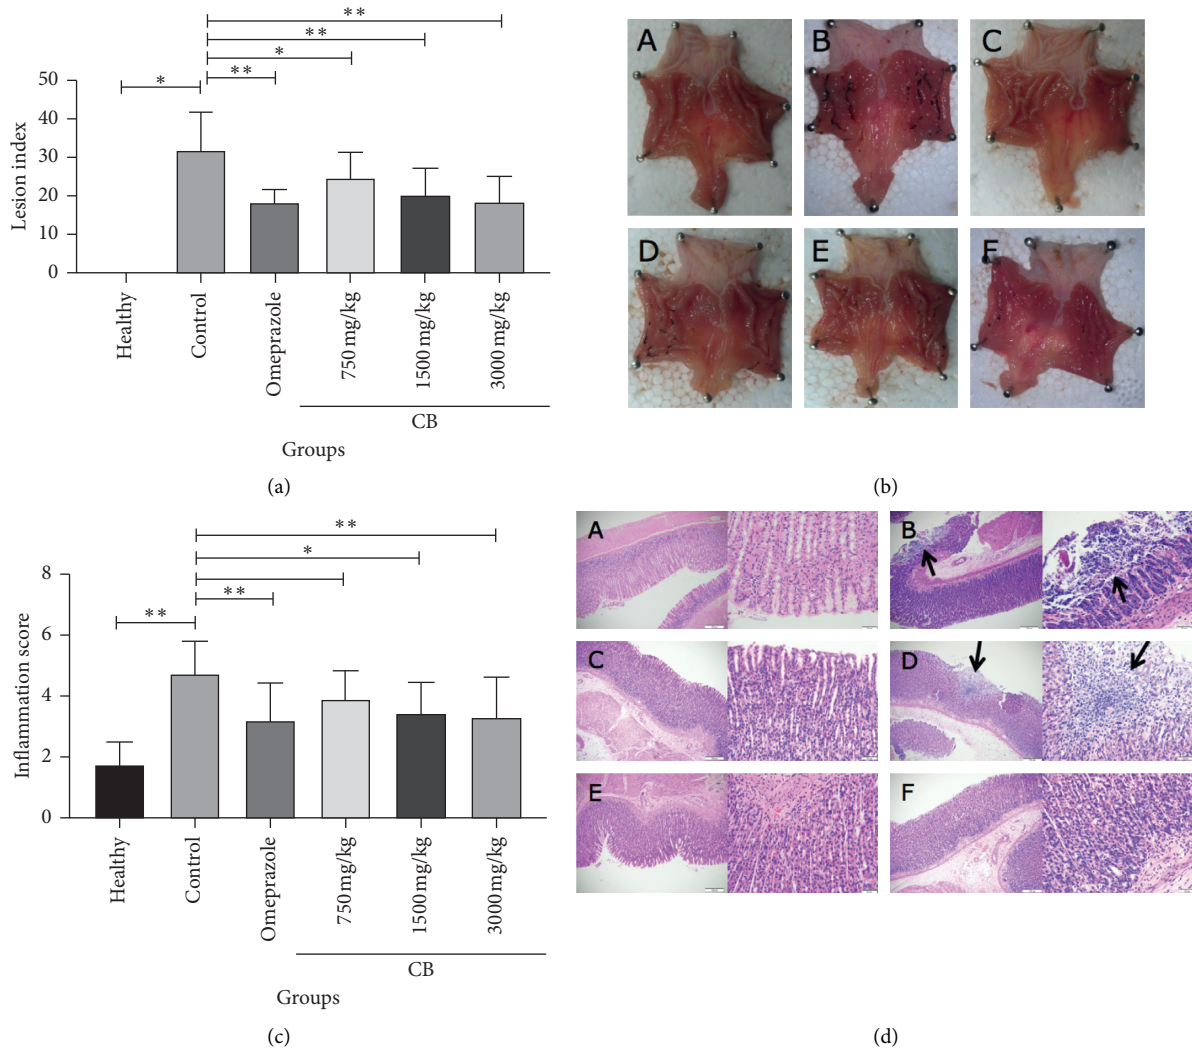 **
**
*
*
**
50
40
30
20
10
0
Lesion index
Healthy
Control
Omeprazole
750 mg/kg
1500 mg/kg
3000 mg/kg
CB
Groups
(a)
A
B
C
D
E
F
(b)
**
*
**
**
8
6
4
2
0
Inflammation score
Healthy
Control
Omeprazole
750 mg/kg
1500 mg/kg
3000 mg/kg
CB
Groups
(c)
A
B
C
D
E
F
(d)